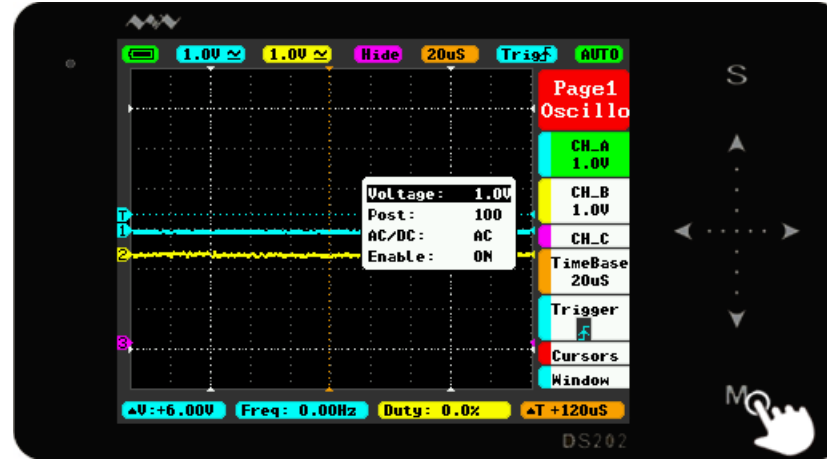 S
1.0V 1.0V Hide 20uS Trig AUTO
Page1
Oscillo
CH_A
1.0V
CH_B
1.0V
CH_C
TimeBase
20uS
Trigger
Cursors
Window
Voltage: 1.0V
Post: 100
AC/DC: AC
Enable: ON
T
1
2
3
▲V:+6.00V Freq: 0.00Hz Duty: 0.0% ▲T +120uS
M
DS202